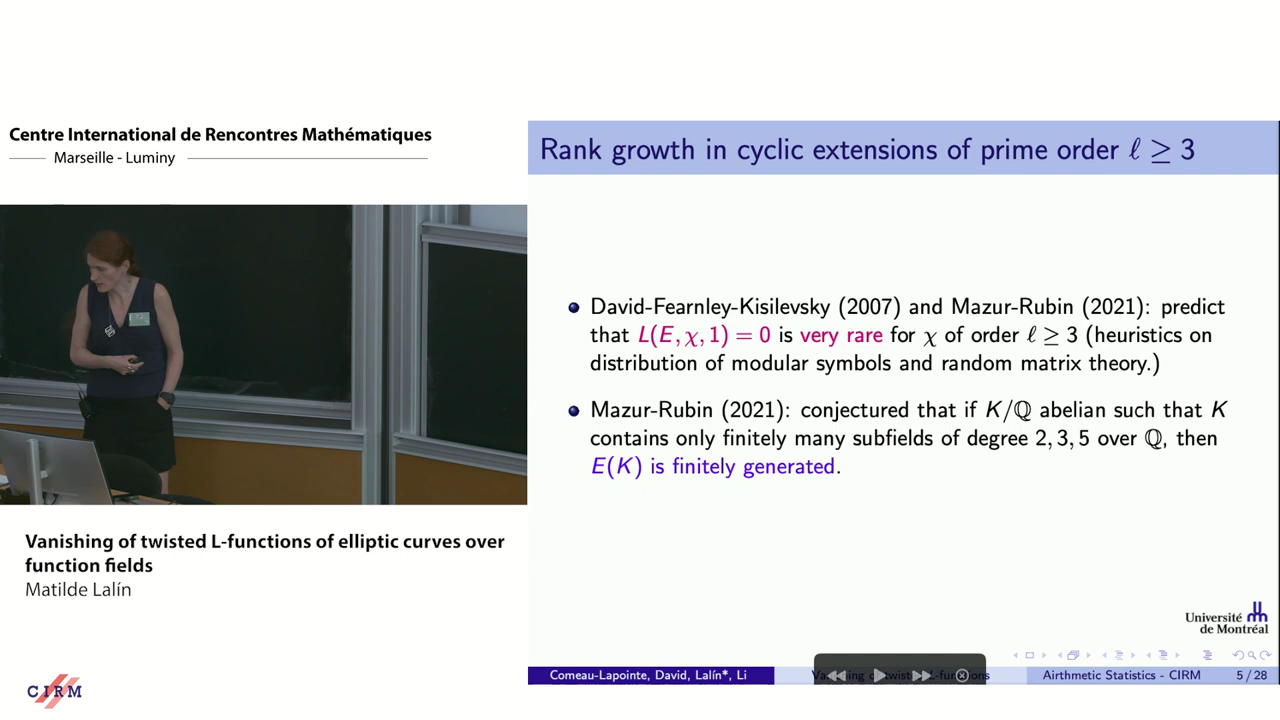 Centre International de Rencontres Mathématiques
Marseille - Luminy
Rank growth in cyclic extensions of prime order ℓ ≥ 3
David-Fearnley-Kisilevsky (2007) and Mazur-Rubin (2021): predict
that L(E, χ, 1) = 0 is very rare for χ of order ℓ ≥ 3 (heuristics on
distribution of modular symbols and random matrix theory.)
Mazur-Rubin (2021): conjectured that if K/ℚ abelian such that K
contains only finitely many subfields of degree 2, 3, 5 over ℚ, then
E(K) is finitely generated.
Vanishing of twisted L-functions of elliptic curves over
function fields
Matilde Lalín
Université
de Montréal
CIRM
Comeau-Lapointe, David, Lalín*, Li
Airthmetic Statistics - CIRM
5 / 28